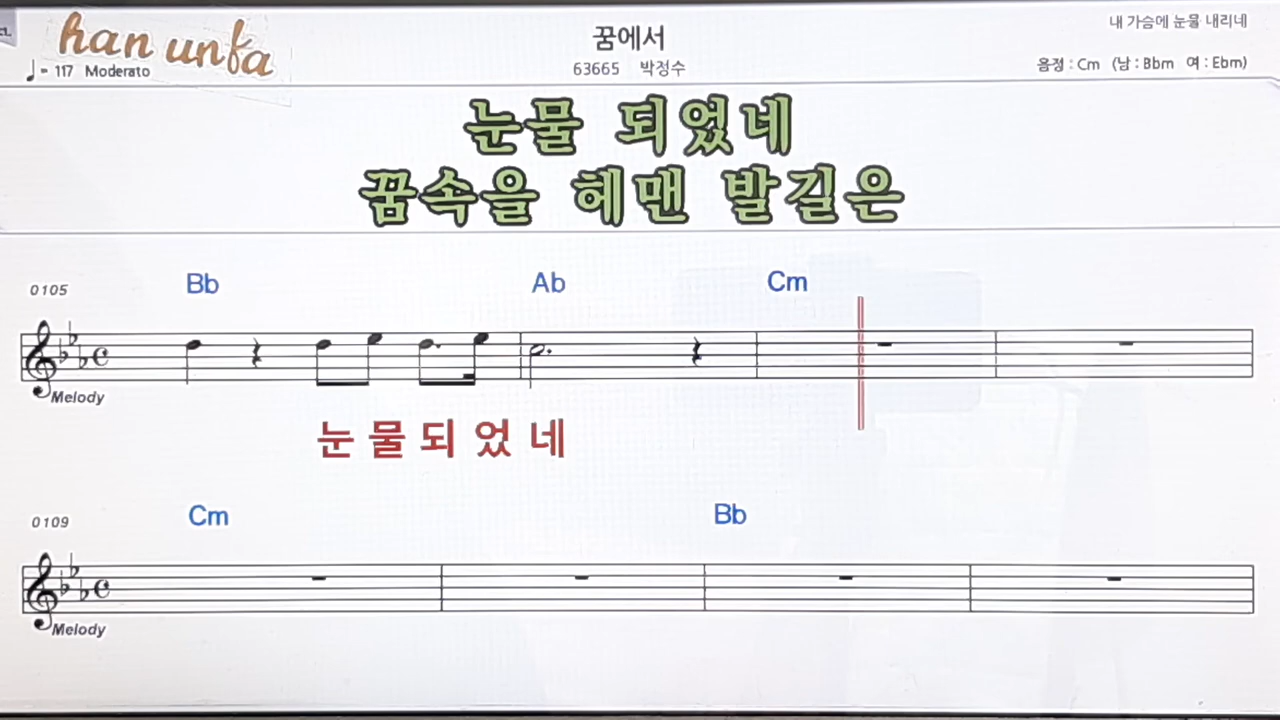 han unfa
♩= 117 Moderato
꿈에서
63665 박정수
내 가슴에 눈물 내리네
음정 : Cm (남 : Bbm 여 : Ebm)
눈물 되었네
꿈속을 헤맨 발길은
0105
Bb Ab Cm
Melody
눈 물 되 었 네
0109
Cm Bb
Melody